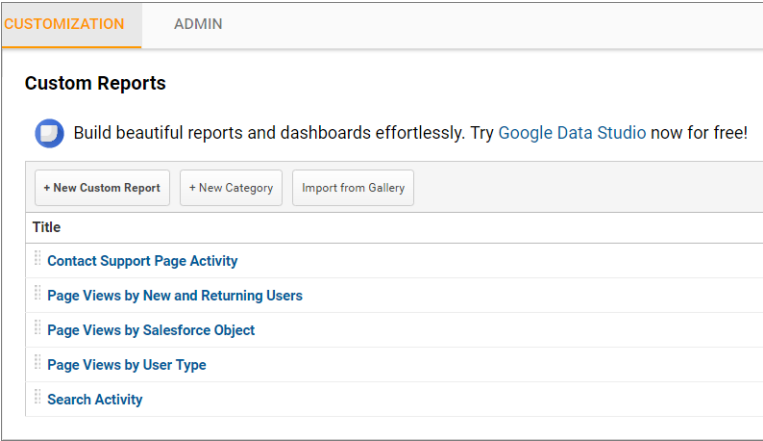 CUSTOMIZATION ADMIN
Custom Reports
Build beautiful reports and dashboards effortlessly. Try Google Data Studio now for free!
+ New Custom Report + New Category Import from Gallery
Title
Contact Support Page Activity
Page Views by New and Returning Users
Page Views by Salesforce Object
Page Views by User Type
Search Activity